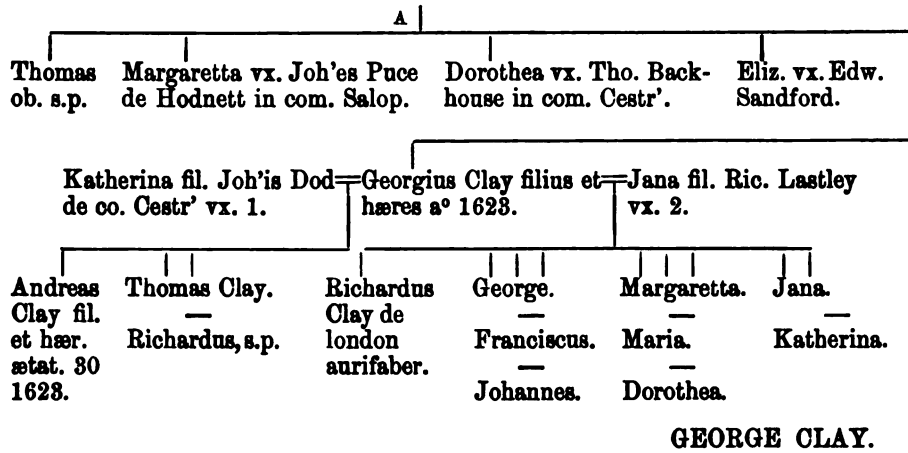 A
Thomas
ob. s.p.
Margaretta vx. Joh'es Puce
de Hodnett in com. Salop.
Dorothea vx. Tho. Back-
house in com. Cestr'.
Eliz. vx. Edw.
Sandford.
Katherina fil. Joh'is Dod
de co. Cestr' vx. 1.
Georgius Clay filius et
hæres aº 1623.
Jana fil. Ric. Lastley
vx. 2.
Andreas
Clay fil.
et hær.
ætat. 30
1623.
Thomas Clay.
Richardus, s.p.
Richardus
Clay de
london
aurifaber.
George.
Franciscus.
Johannes.
Margaretta.
Maria.
Dorothea.
Jana.
Katherina.
GEORGE CLAY.